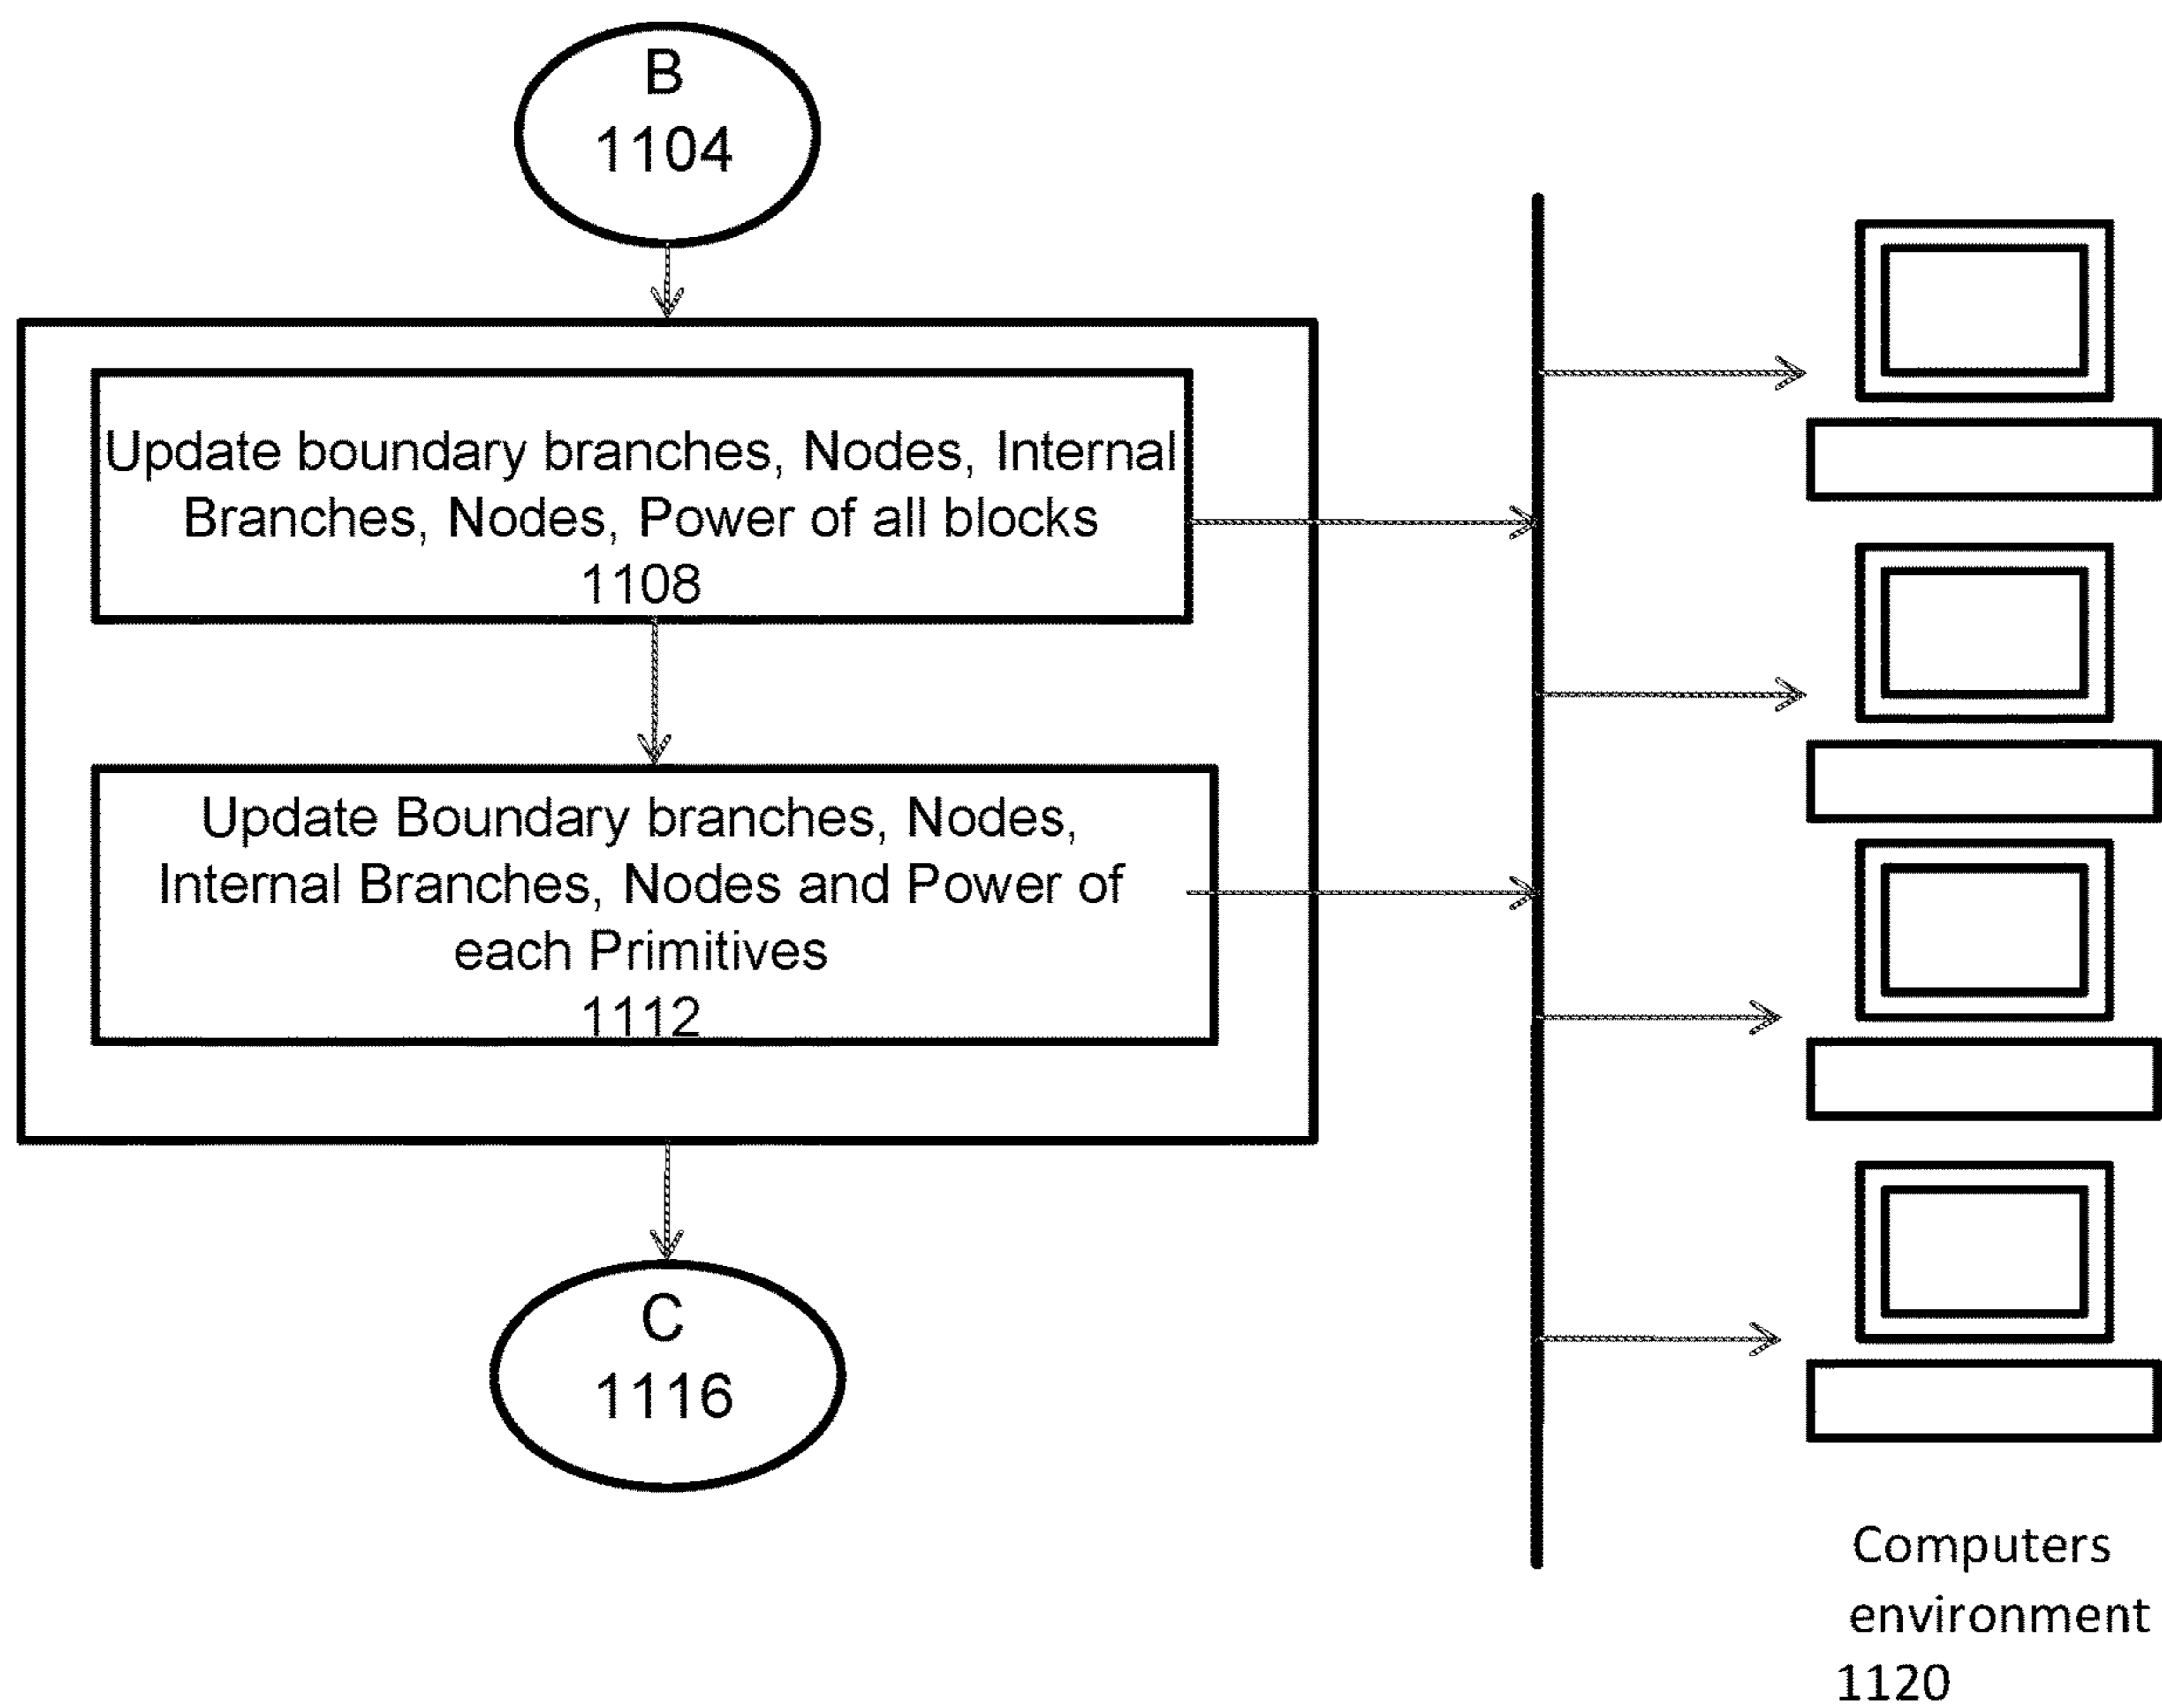 B
1104
Update boundary branches, Nodes, Internal
Branches, Nodes, Power of all blocks
1108
Update Boundary branches, Nodes,
Internal Branches, Nodes and Power of
each Primitives
1112
C
1116
Computers
environment
1120